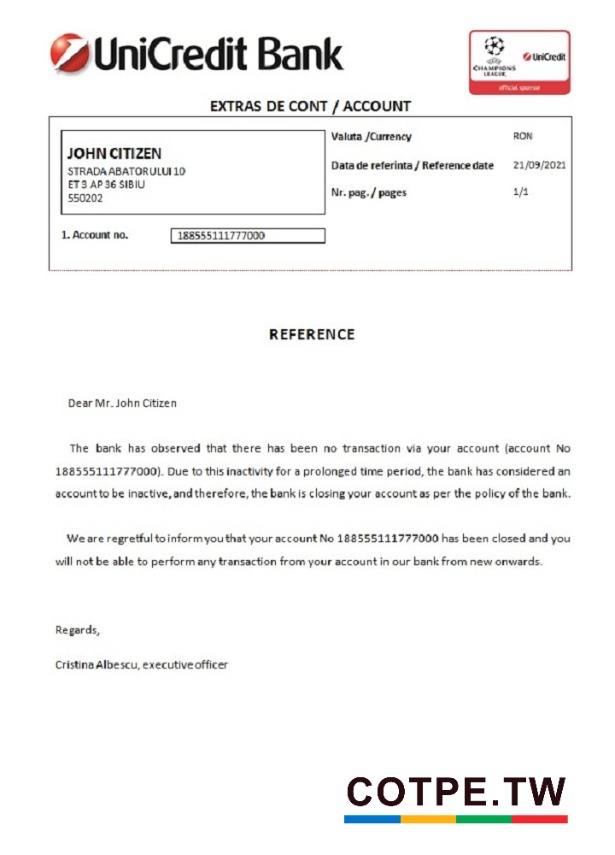 UniCredit Bank
UEFA
CHAMPIONS
LEAGUE.
UniCredit
official sponsor
EXTRAS DE CONT / ACCOUNT
JOHN CITIZEN
STRADA ABATORULUI 10
ET 3 AP 36 SIBIU
550202
Valuta /Currency RON
Data de referinta / Reference date 21/09/2021
Nr. pag. / pages 1/1
1. Account no. 188555111777000
REFERENCE
Dear Mr. John Citizen
The bank has observed that there has been no transaction via your account (account No
188555111777000). Due to this inactivity for a prolonged time period, the bank has considered an
account to be inactive, and therefore, the bank is closing your account as per the policy of the bank.
We are regretful to inform you that your account No 188555111777000 has been closed and you
will not be able to perform any transaction from your account in our bank from new onwards.
Regards,
Cristina Albescu, executive officer
COTPE.TW